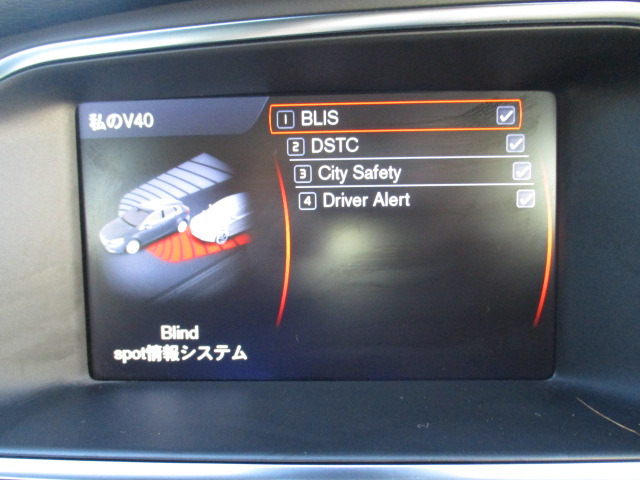 私のV40
1 BLIS
2 DSTC
3 City Safety
4 Driver Alert
Blind
spot情報システム